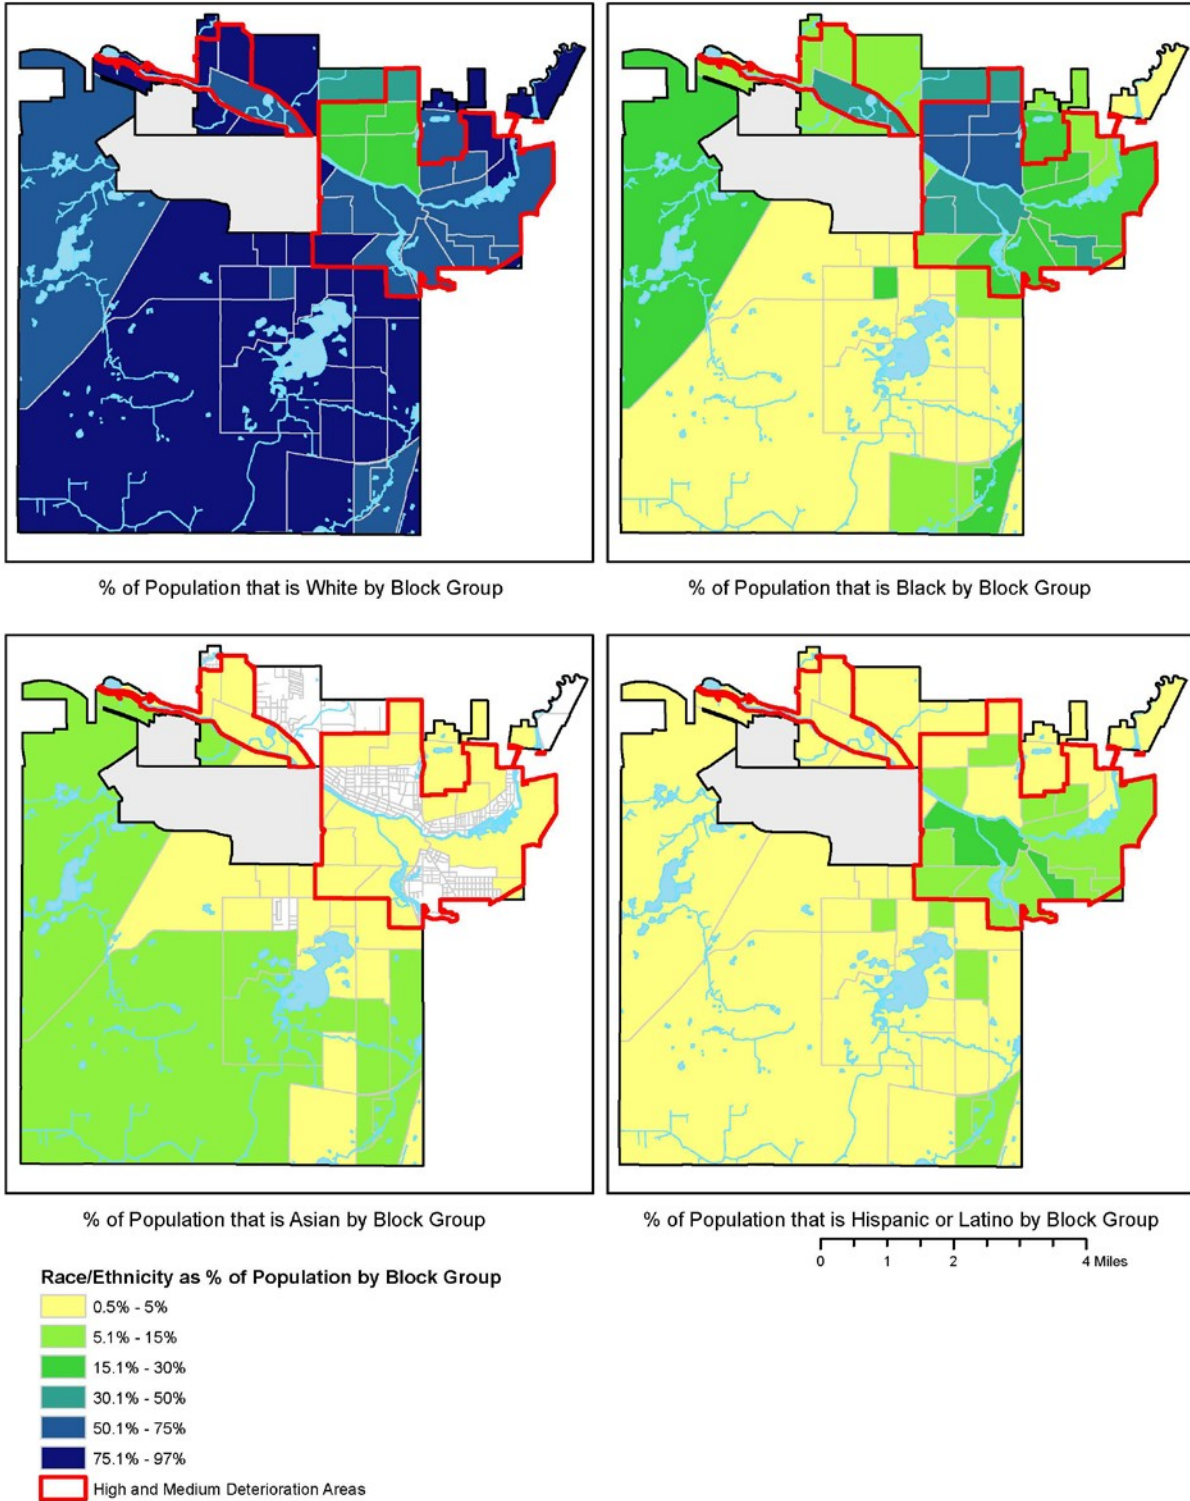 % of Population that is White by Block Group
% of Population that is Black by Block Group
% of Population that is Asian by Block Group
% of Population that is Hispanic or Latino by Block Group
0 1 2 4 Miles
Race/Ethnicity as % of Population by Block Group
0.5% - 5%
5.1% - 15%
15.1% - 30%
30.1% - 50%
50.1% - 75%
75.1% - 97%
High and Medium Deterioration Areas